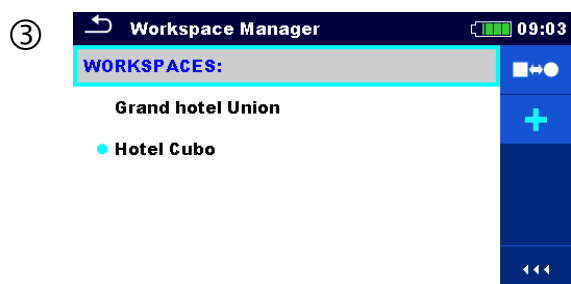 ③
Workspace Manager 09:03
WORKSPACES:
Grand hotel Union
Hotel Cubo